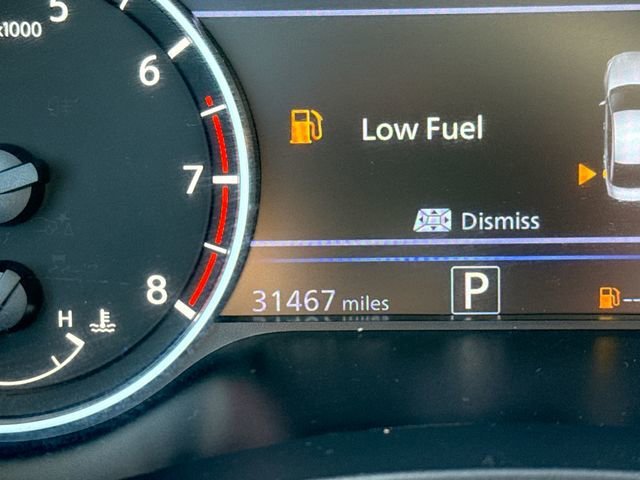 5
x1000
6
Low Fuel
7
Dismiss
8
31467 miles
P
H
--